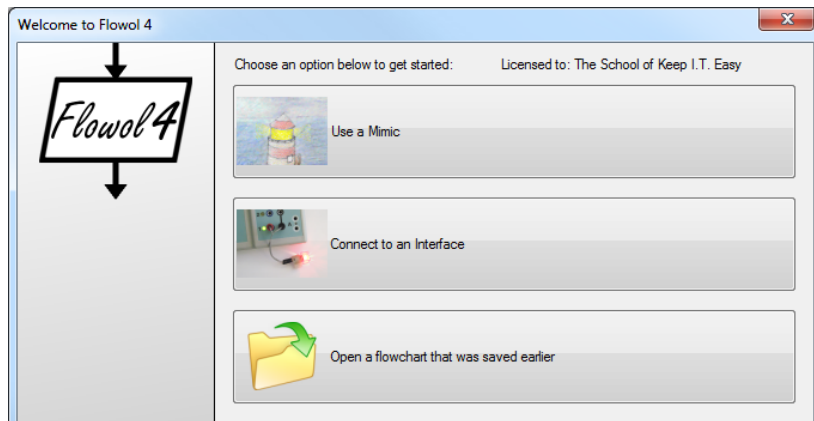 Welcome to Flowol 4
Flowol 4
Choose an option below to get started:
Licensed to: The School of Keep I.T. Easy
Use a Mimic
Connect to an Interface
Open a flowchart that was saved earlier